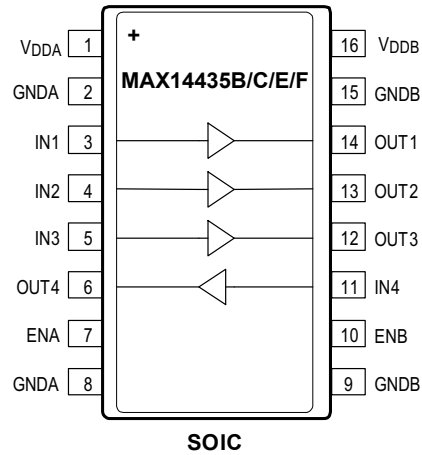 VDDA 1 + 16 VDDB
MAX14435B/C/E/F
GNDA 2 15 GNDB
IN1 3 14 OUT1
IN2 4 13 OUT2
IN3 5 12 OUT3
OUT4 6 11 IN4
ENA 7 10 ENB
GNDA 8 9 GNDB
SOIC